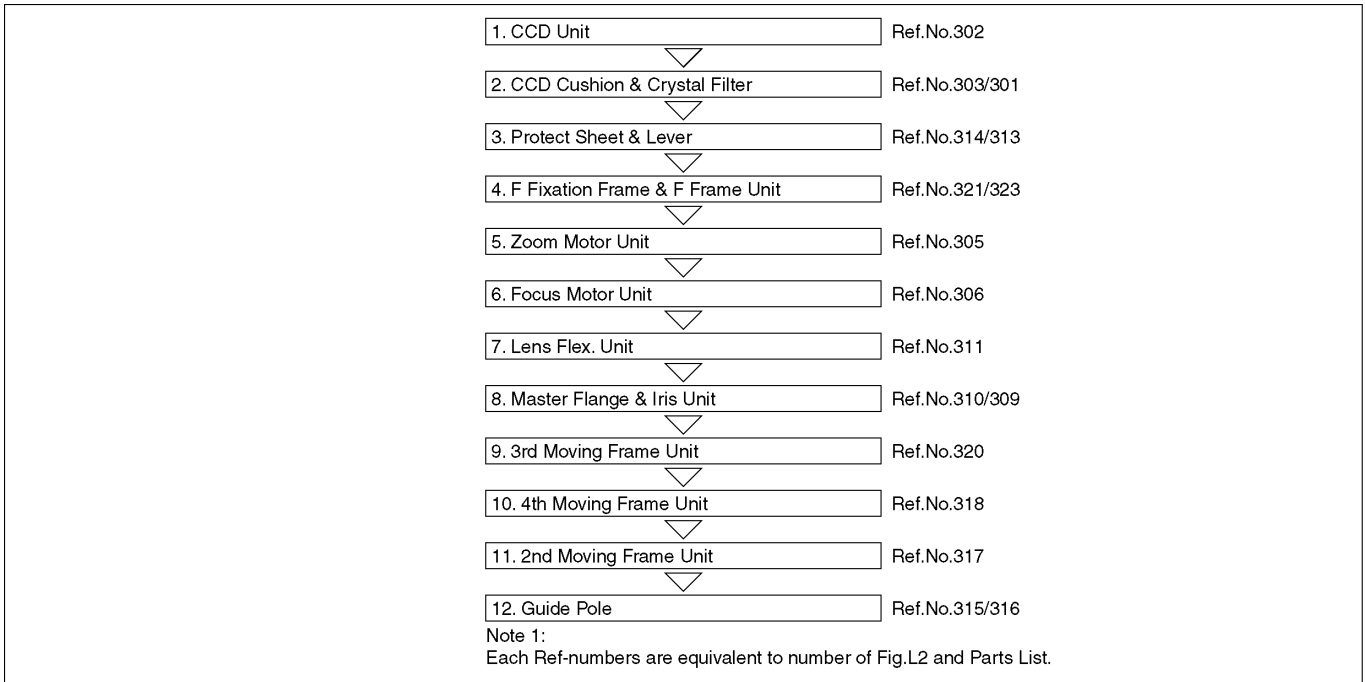 1. CCD Unit Ref.No.302
2. CCD Cushion & Crystal Filter Ref.No.303/301
3. Protect Sheet & Lever Ref.No.314/313
4. F Fixation Frame & F Frame Unit Ref.No.321/323
5. Zoom Motor Unit Ref.No.305
6. Focus Motor Unit Ref.No.306
7. Lens Flex. Unit Ref.No.311
8. Master Flange & Iris Unit Ref.No.310/309
9. 3rd Moving Frame Unit Ref.No.320
10. 4th Moving Frame Unit Ref.No.318
11. 2nd Moving Frame Unit Ref.No.317
12. Guide Pole Ref.No.315/316
Note 1:
Each Ref-numbers are equivalent to number of Fig.L2 and Parts List.